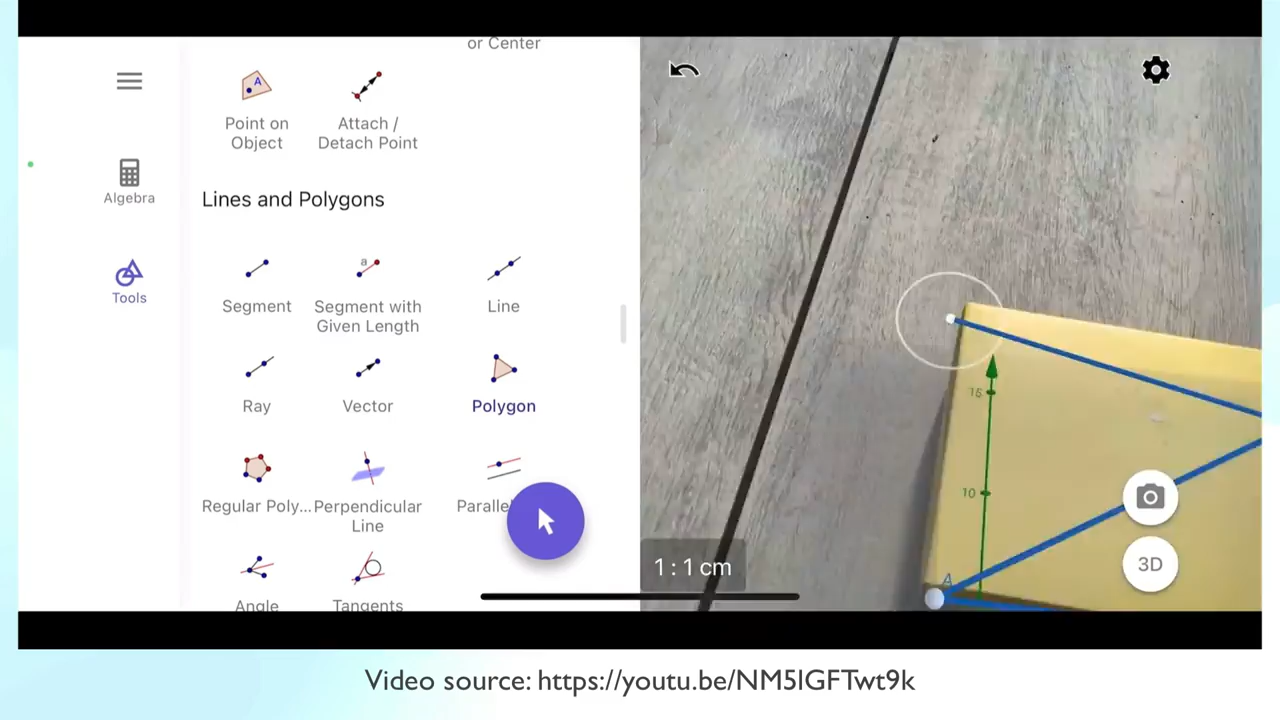 or Center
Point on
Object
Attach /
Detach Point
Algebra
Lines and Polygons
Tools
a
Segment
Segment with
Given Length
Line
Ray
Vector
Polygon
Regular Poly...
Perpendicular
Line
Angle
Tangents
15
10
A
A
1 : 1 cm
3D
Video source: https://youtu.be/NM5IGFTwt9k